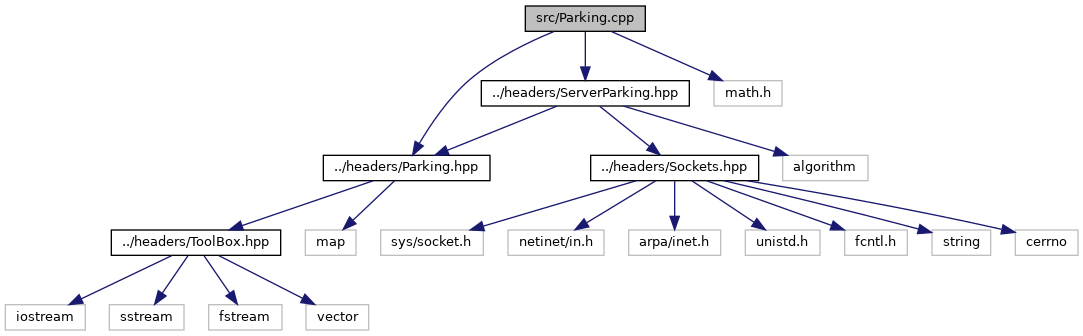 src/Parking.cpp
../headers/ServerParking.hpp
math.h
../headers/Parking.hpp
../headers/Sockets.hpp
algorithm
../headers/ToolBox.hpp
map
sys/socket.h
netinet/in.h
arpa/inet.h
unistd.h
fcntl.h
string
cerrno
iostream
sstream
fstream
vector